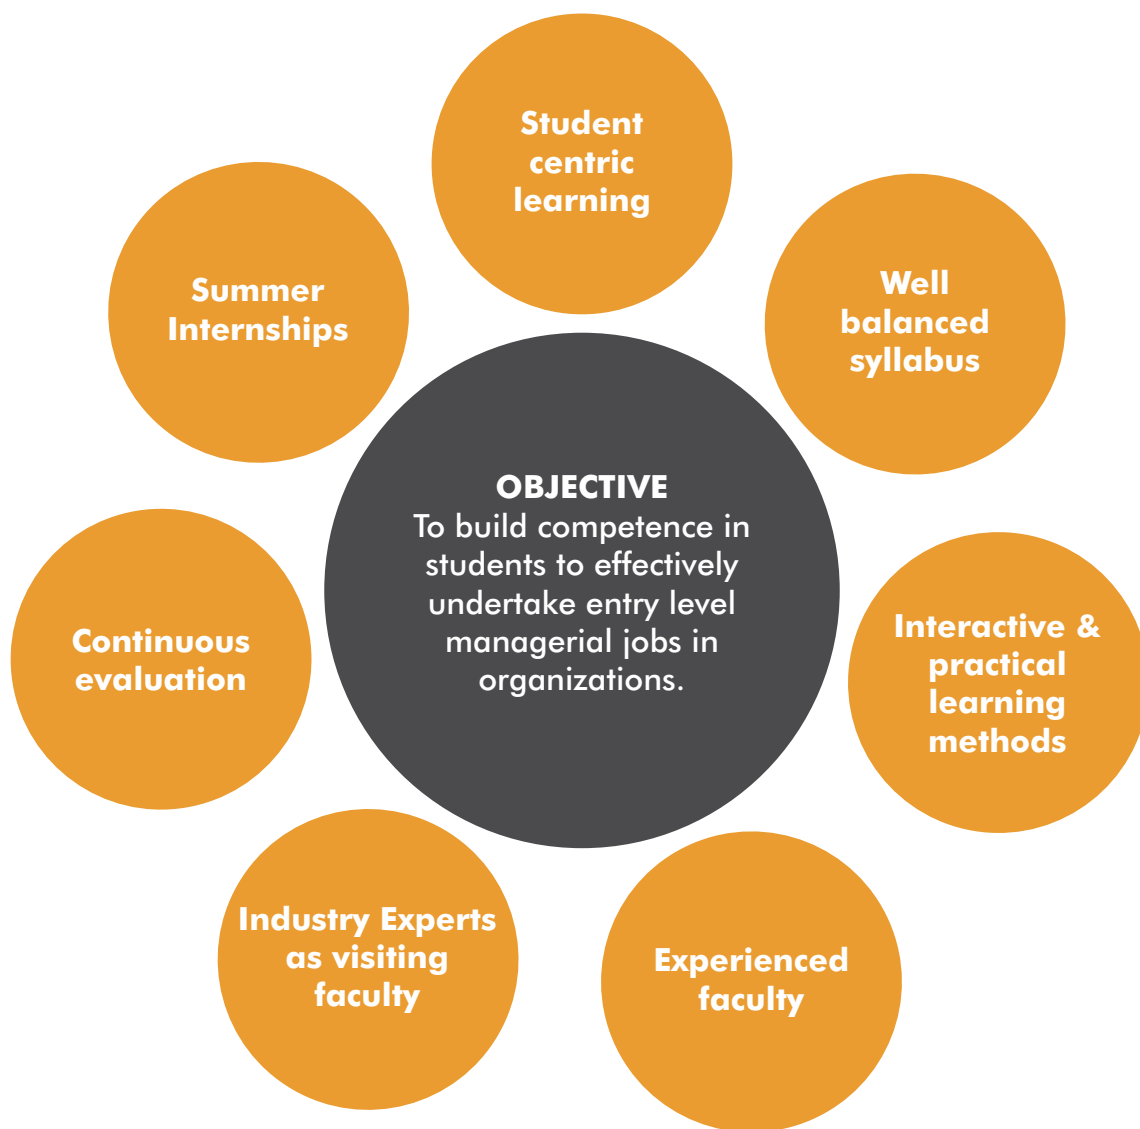 Student
centric
learning
Well
balanced
syllabus
Interactive &
practical
learning
methods
Experienced
faculty
Industry Experts
as visiting
faculty
Continuous
evaluation
Summer
Internships
OBJECTIVE
To build competence in
students to effectively
undertake entry level
managerial jobs in
organizations.